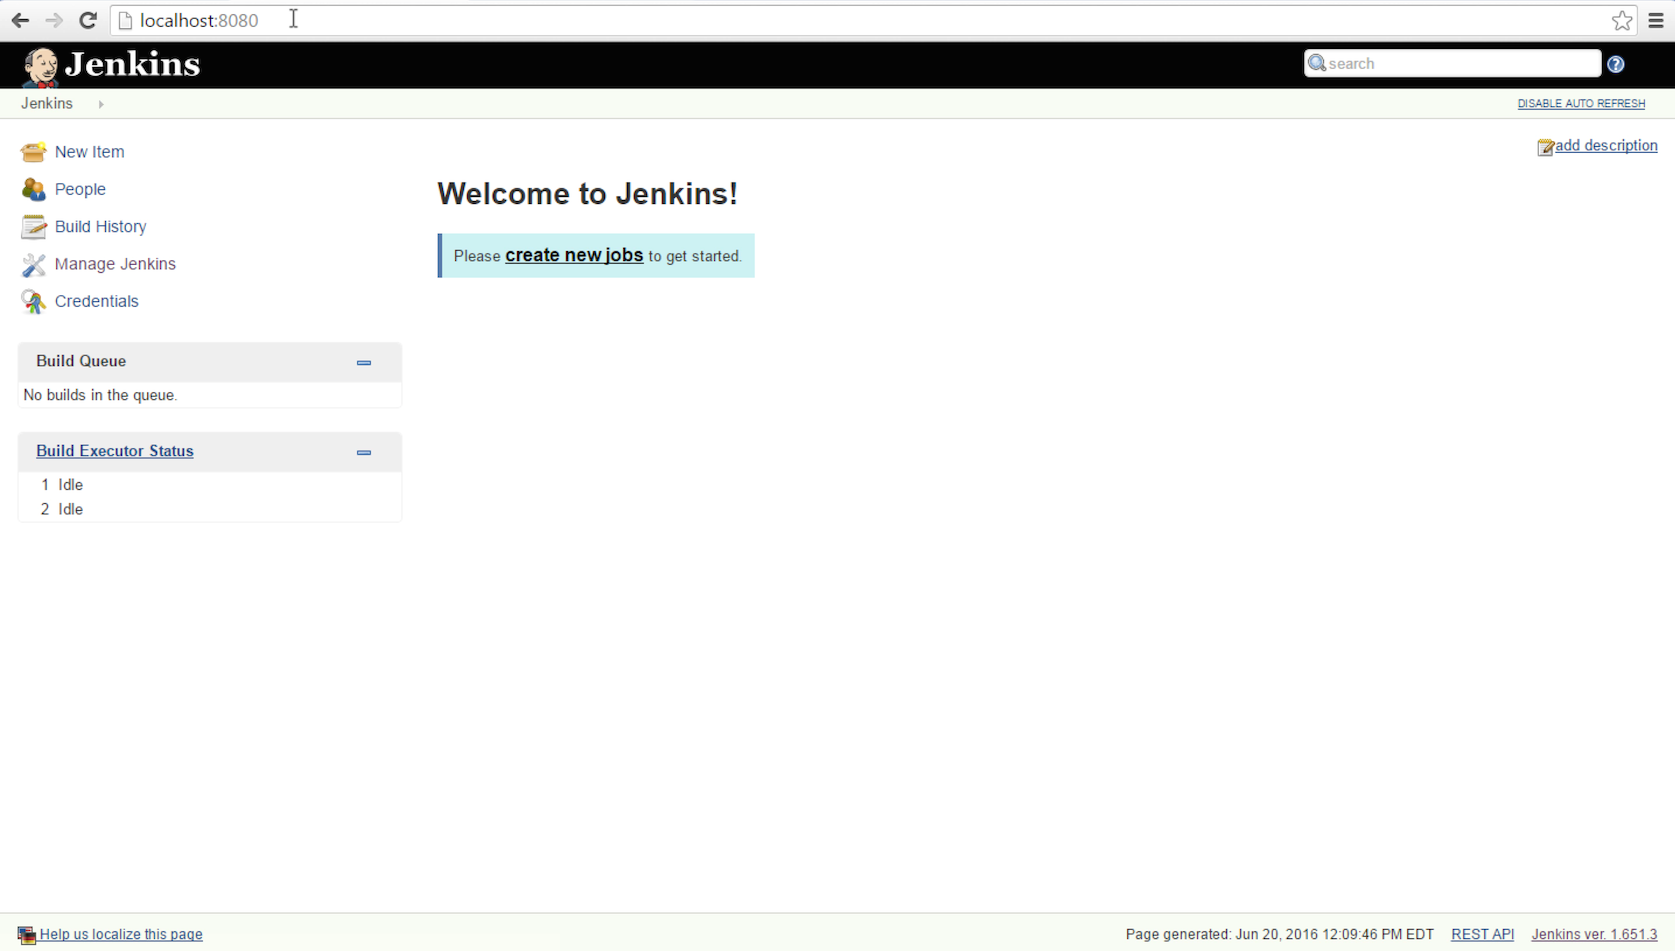 localhost:8080
Jenkins
search
Jenkins
DISABLE AUTO REFRESH
New Item
People
Build History
Manage Jenkins
Credentials
add description
Welcome to Jenkins!
Please create new jobs to get started.
Build Queue
No builds in the queue.
Build Executor Status
1 Idle
2 Idle
Help us localize this page
Page generated: Jun 20, 2016 12:09:46 PM EDT REST API Jenkins ver. 1.651.3